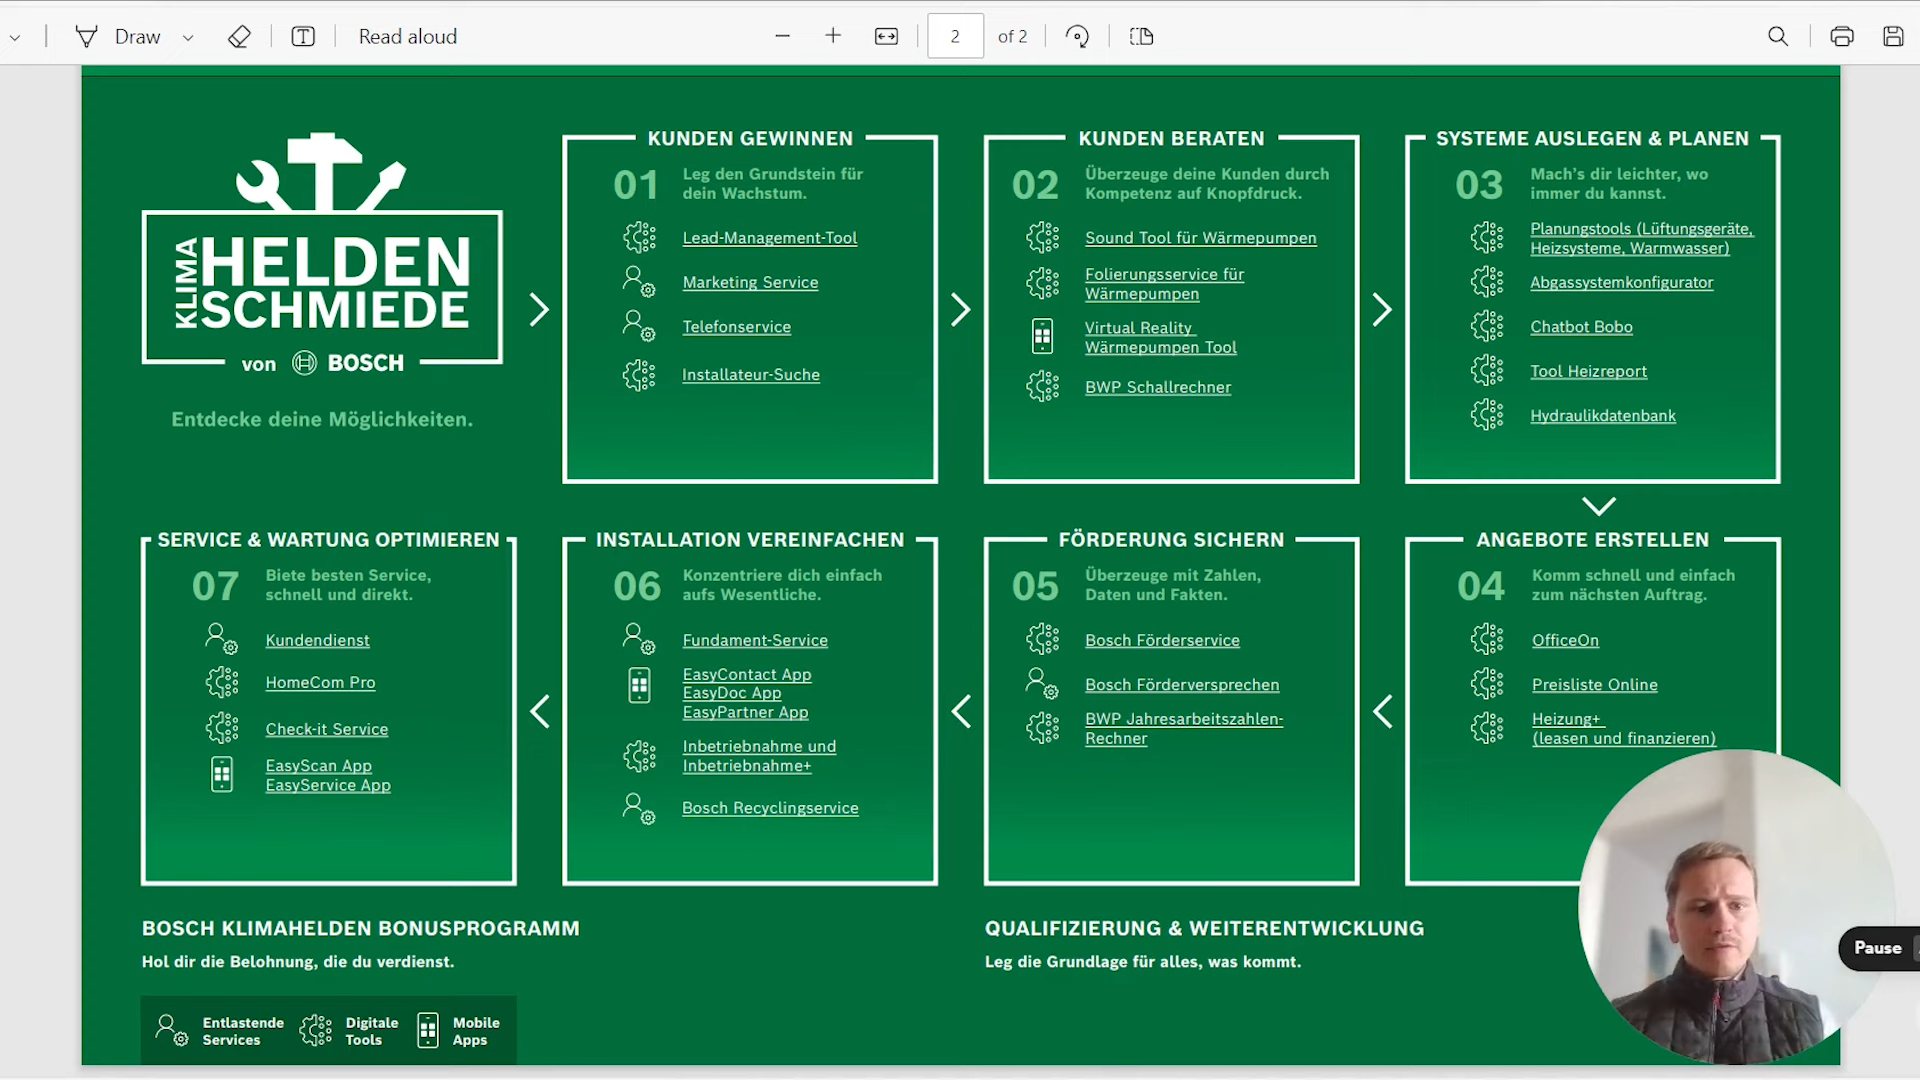 Draw
Read aloud
2
of 2
KLIMA
HELDEN
SCHMIEDE
von BOSCH
Entdecke deine Möglichkeiten.
KUNDEN GEWINNEN
01
Leg den Grundstein für
dein Wachstum.
Lead-Management-Tool
Marketing Service
Telefonservice
Installateur-Suche
KUNDEN BERATEN
02
Überzeuge deine Kunden durch
Kompetenz auf Knopfdruck.
Sound Tool für Wärmepumpen
Folierungsservice für
Wärmepumpen
Virtual Reality
Wärmepumpen Tool
BWP Schallrechner
SYSTEME AUSLEGEN & PLANEN
03
Mach's dir leichter, wo
immer du kannst.
Planungstools (Lüftungsgeräte,
Heizsysteme, Warmwasser)
Abgassystemkonfigurator
Chatbot Bobo
Tool Heizreport
Hydraulikdatenbank
SERVICE & WARTUNG OPTIMIEREN
07
Biete besten Service,
schnell und direkt.
Kundendienst
HomeCom Pro
Check-it Service
EasyScan App
EasyService App
INSTALLATION VEREINFACHEN
06
Konzentriere dich einfach
aufs Wesentliche.
Fundament-Service
EasyContact App
EasyDoc App
EasyPartner App
Inbetriebnahme und
Inbetriebnahme+
Bosch Recyclingservice
FÖRDERUNG SICHERN
05
Überzeuge mit Zahlen,
Daten und Fakten.
Bosch Förderservice
Bosch Förderversprechen
BWP Jahresarbeitszahlen-
Rechner
ANGEBOTE ERSTELLEN
04
Komm schnell und einfach
zum nächsten Auftrag.
OfficeOn
Preisliste Online
Heizung+
(leasen und finanzieren)
BOSCH KLIMAHELDEN BONUSPROGRAMM
Hol dir die Belohnung, die du verdienst.
QUALIFIZIERUNG & WEITERENTWICKLUNG
Leg die Grundlage für alles, was kommt.
Entlastende
Services
Digitale
Tools
Mobile
Apps
Pause